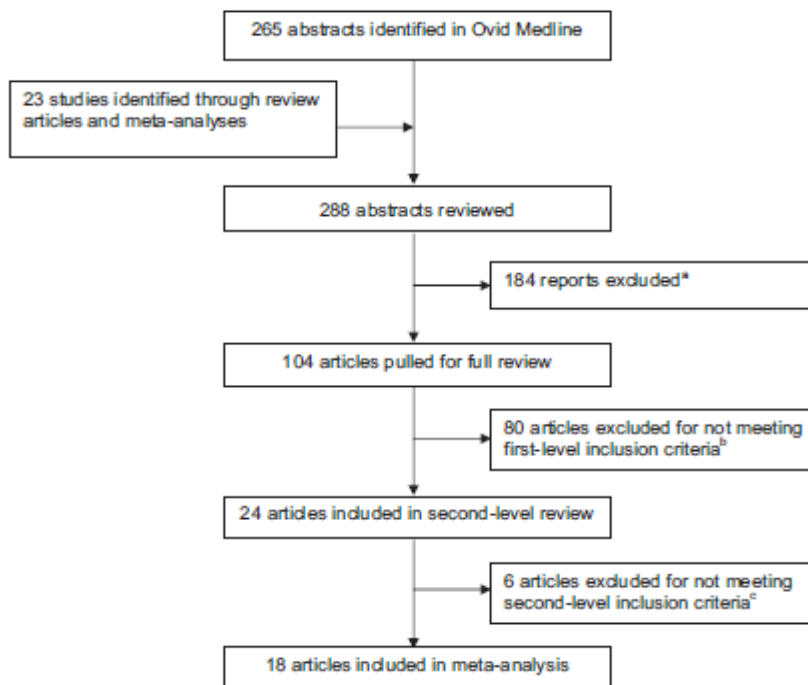 265 abstracts identified in Ovid Medline
23 studies identified through review
articles and meta-analyses
288 abstracts reviewed
184 reports excludedª
104 articles pulled for full review
80 articles excluded for not meeting
first-level inclusion criteriaᵇ
24 articles included in second-level review
6 articles excluded for not meeting
second-level inclusion criteriaᶜ
18 articles included in meta-analysis